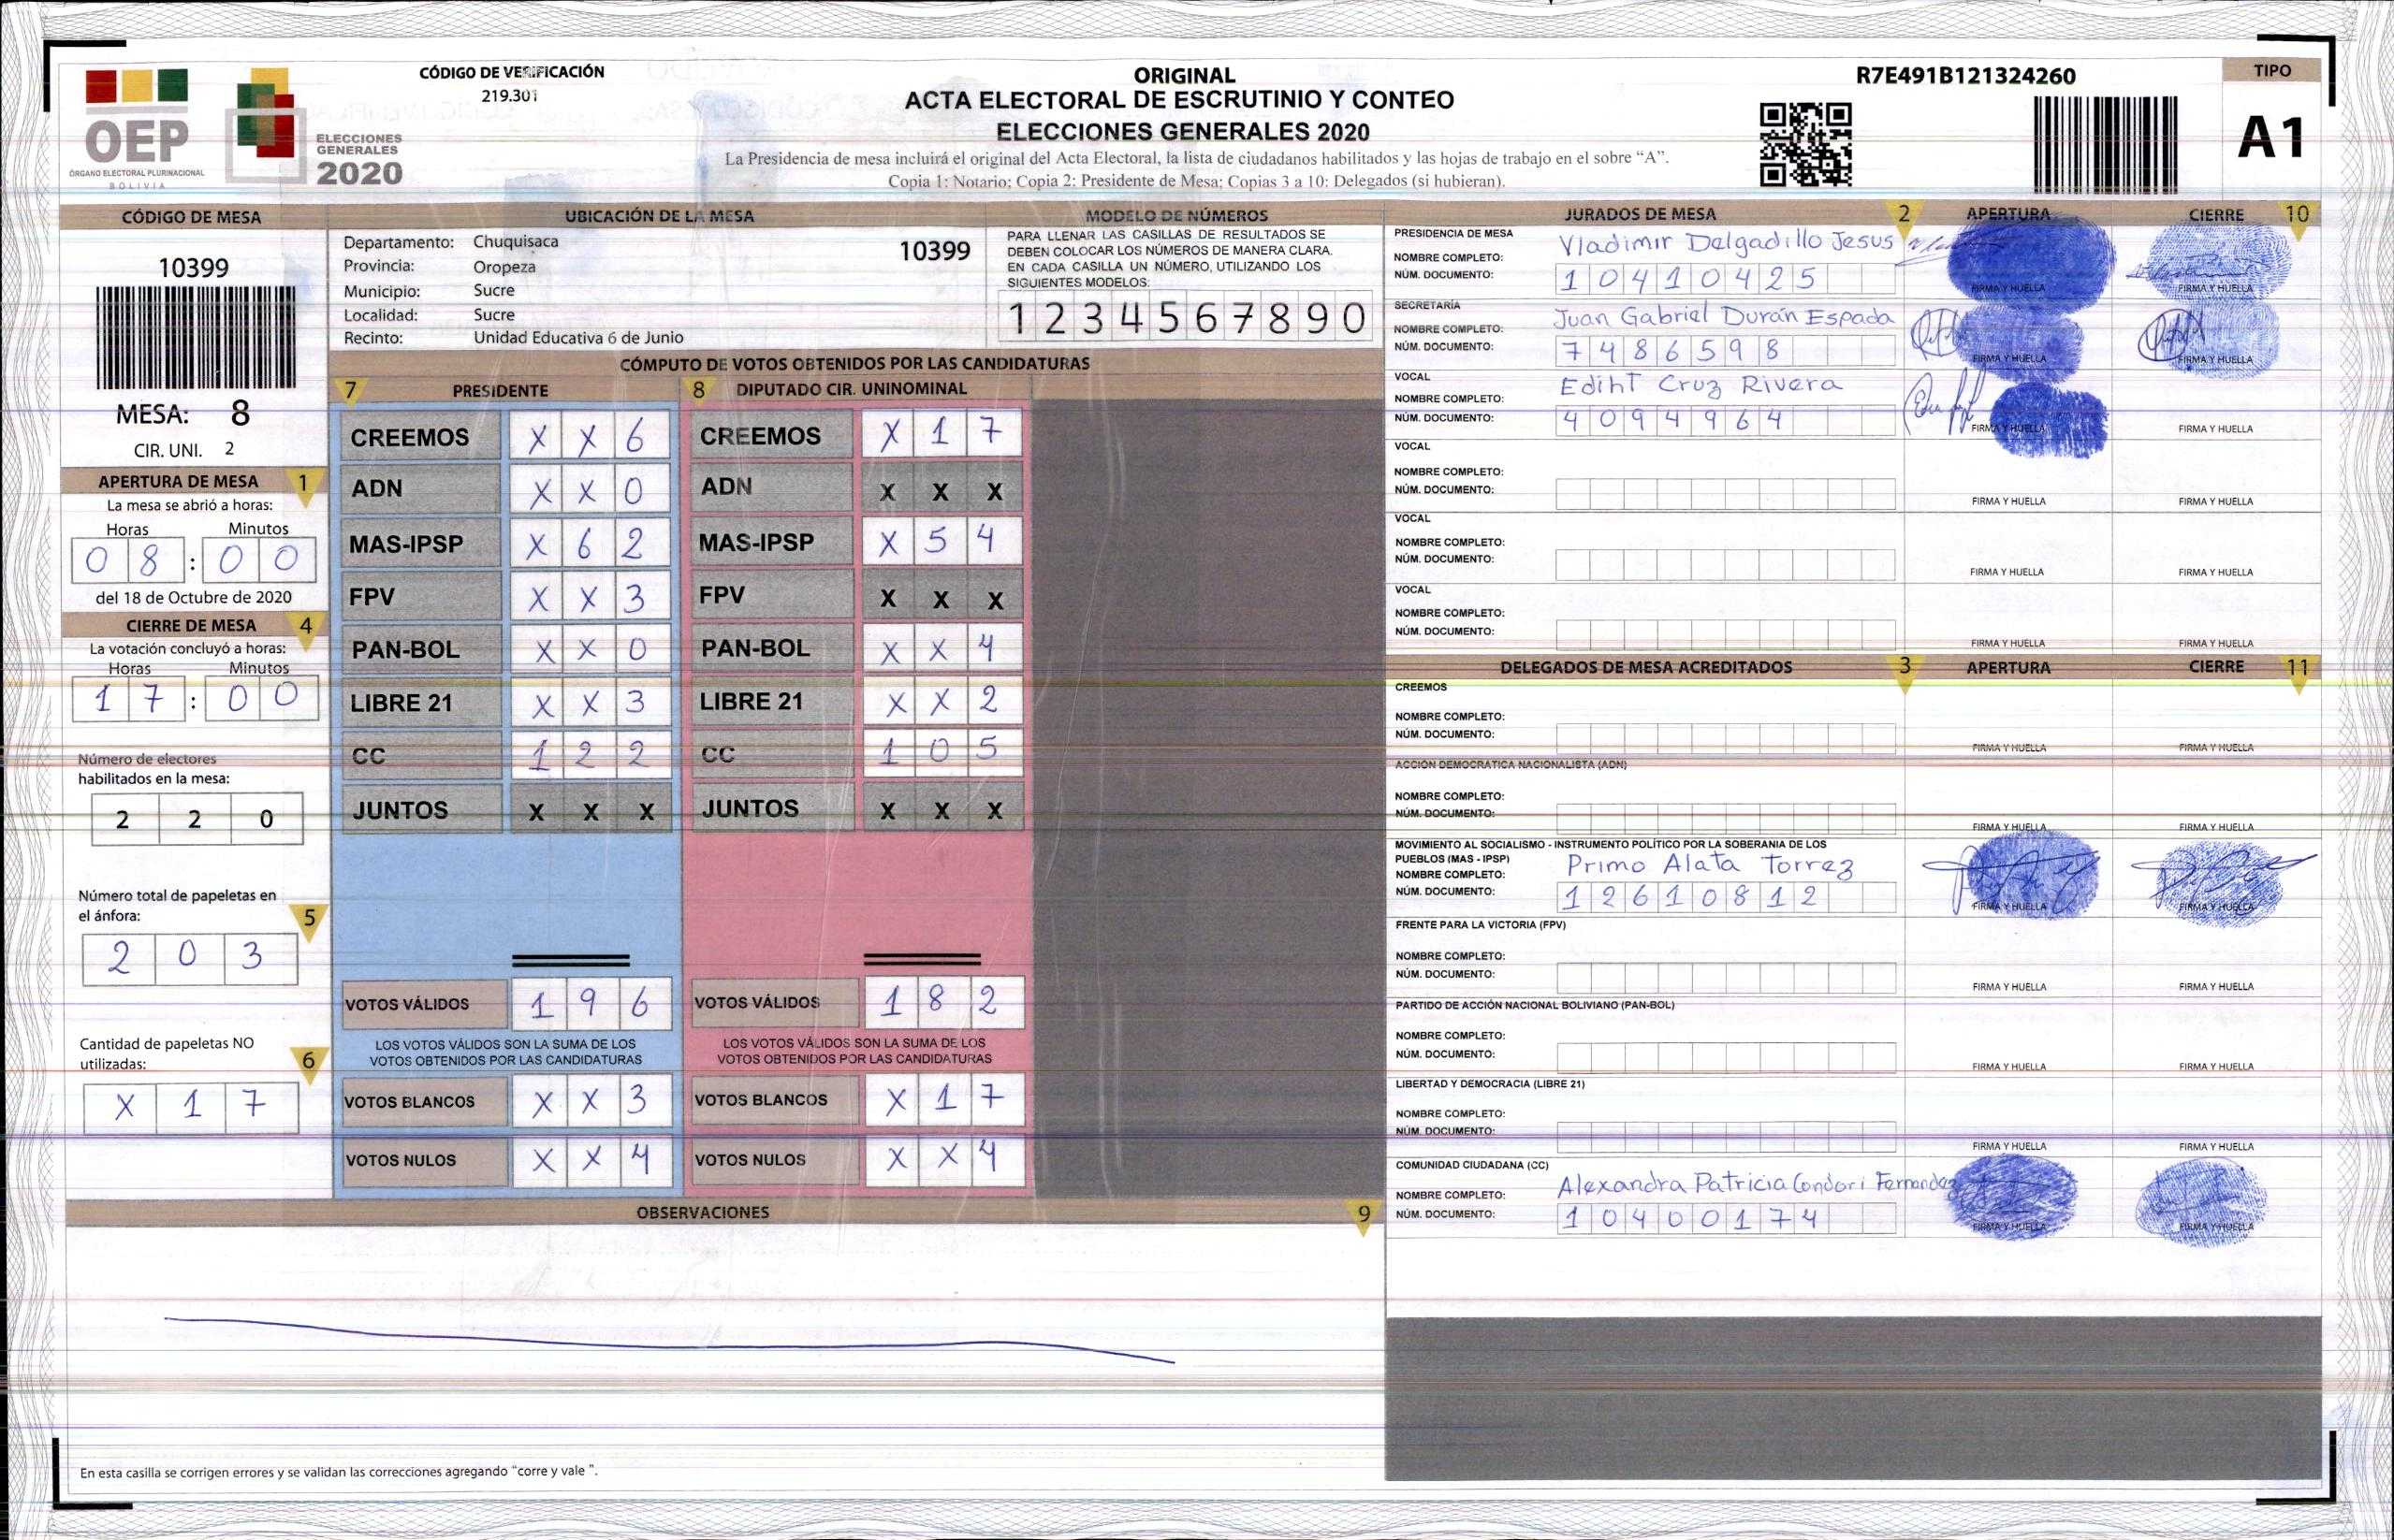 OEP
ÓRGANO ELECTORAL PLURINACIONAL
BOLIVIA
ELECCIONES
GENERALES
2020
CÓDIGO DE VERIFICACIÓN
219.301
ORIGINAL
ACTA ELECTORAL DE ESCRUTINIO Y CONTEO
ELECCIONES GENERALES 2020
La Presidencia de mesa incluirá el original del Acta Electoral, la lista de ciudadanos habilitados y las hojas de trabajo en el sobre “A”.
Copia 1: Notario; Copia 2: Presidente de Mesa; Copias 3 a 10: Delegados (si hubieran).
R7E491B121324260
TIPO
A1
CÓDIGO DE MESA
10399
MESA: 8
CIR. UNI. 2
APERTURA DE MESA 1
La mesa se abrió a horas:
Horas Minutos
0 8 : 0 0
del 18 de Octubre de 2020
CIERRE DE MESA 4
La votación concluyó a horas:
Horas Minutos
1 7 : 0 0
Número de electores
habilitados en la mesa:
2 2 0
Número total de papeletas en
el ánfora: 5
2 0 3
Cantidad de papeletas NO
utilizadas: 6
X 1 7
UBICACIÓN DE LA MESA
Departamento: Chuquisaca 10399
Provincia: Oropeza
Municipio: Sucre
Localidad: Sucre
Recinto: Unidad Educativa 6 de Junio
MODELO DE NÚMEROS
PARA LLENAR LAS CASILLAS DE RESULTADOS SE
DEBEN COLOCAR LOS NÚMEROS DE MANERA CLARA.
EN CADA CASILLA UN NÚMERO, UTILIZANDO LOS
SIGUIENTES MODELOS:
1 2 3 4 5 6 7 8 9 0
CÓMPUTO DE VOTOS OBTENIDOS POR LAS CANDIDATURAS
7 PRESIDENTE
CREEMOS X X 6
ADN X X 0
MAS-IPSP X 6 2
FPV X X 3
PAN-BOL X X 0
LIBRE 21 X X 3
CC 1 2 2
JUNTOS X X X
VOTOS VÁLIDOS 1 9 6
LOS VOTOS VÁLIDOS SON LA SUMA DE LOS
VOTOS OBTENIDOS POR LAS CANDIDATURAS
VOTOS BLANCOS X X 3
VOTOS NULOS X X 4
8 DIPUTADO CIR. UNINOMINAL
CREEMOS X 1 7
ADN X X X
MAS-IPSP X 5 4
FPV X X X
PAN-BOL X X 4
LIBRE 21 X X 2
CC 1 0 5
JUNTOS X X X
VOTOS VÁLIDOS 1 8 2
LOS VOTOS VÁLIDOS SON LA SUMA DE LOS
VOTOS OBTENIDOS POR LAS CANDIDATURAS
VOTOS BLANCOS X 1 7
VOTOS NULOS X X 4
OBSERVACIONES 9
En esta casilla se corrigen errores y se validan las correcciones agregando “corre y vale ”.
JURADOS DE MESA 2 APERTURA CIERRE 10
PRESIDENCIA DE MESA
NOMBRE COMPLETO: Vladimir Delgadillo Jesus
NÚM. DOCUMENTO: 1 0 4 1 0 4 2 5
FIRMA Y HUELLA FIRMA Y HUELLA
SECRETARÍA
NOMBRE COMPLETO: Juan Gabriel Durán Espada
NÚM. DOCUMENTO: 7 4 8 6 5 9 8
FIRMA Y HUELLA FIRMA Y HUELLA
VOCAL
NOMBRE COMPLETO: Ediht Cruz Rivera
NÚM. DOCUMENTO: 4 0 9 4 9 6 4
FIRMA Y HUELLA FIRMA Y HUELLA
VOCAL
NOMBRE COMPLETO:
NÚM. DOCUMENTO:
FIRMA Y HUELLA FIRMA Y HUELLA
VOCAL
NOMBRE COMPLETO:
NÚM. DOCUMENTO:
FIRMA Y HUELLA FIRMA Y HUELLA
VOCAL
NOMBRE COMPLETO:
NÚM. DOCUMENTO:
FIRMA Y HUELLA FIRMA Y HUELLA
DELEGADOS DE MESA ACREDITADOS 3 APERTURA CIERRE 11
CREEMOS
NOMBRE COMPLETO:
NÚM. DOCUMENTO:
FIRMA Y HUELLA FIRMA Y HUELLA
ACCIÓN DEMOCRÁTICA NACIONALISTA (ADN)
NOMBRE COMPLETO:
NÚM. DOCUMENTO:
FIRMA Y HUELLA FIRMA Y HUELLA
MOVIMIENTO AL SOCIALISMO - INSTRUMENTO POLÍTICO POR LA SOBERANIA DE LOS
PUEBLOS (MAS - IPSP)
NOMBRE COMPLETO: Primo Alata Torrez
NÚM. DOCUMENTO: 1 2 6 1 0 8 1 2
FIRMA Y HUELLA FIRMA Y HUELLA
FRENTE PARA LA VICTORIA (FPV)
NOMBRE COMPLETO:
NÚM. DOCUMENTO:
FIRMA Y HUELLA FIRMA Y HUELLA
PARTIDO DE ACCIÓN NACIONAL BOLIVIANO (PAN-BOL)
NOMBRE COMPLETO:
NÚM. DOCUMENTO:
FIRMA Y HUELLA FIRMA Y HUELLA
LIBERTAD Y DEMOCRACIA (LIBRE 21)
NOMBRE COMPLETO:
NÚM. DOCUMENTO:
FIRMA Y HUELLA FIRMA Y HUELLA
COMUNIDAD CIUDADANA (CC)
NOMBRE COMPLETO: Alexandra Patricia Condori Fernandez
NÚM. DOCUMENTO: 1 0 4 0 0 1 7 4
FIRMA Y HUELLA FIRMA Y HUELLA